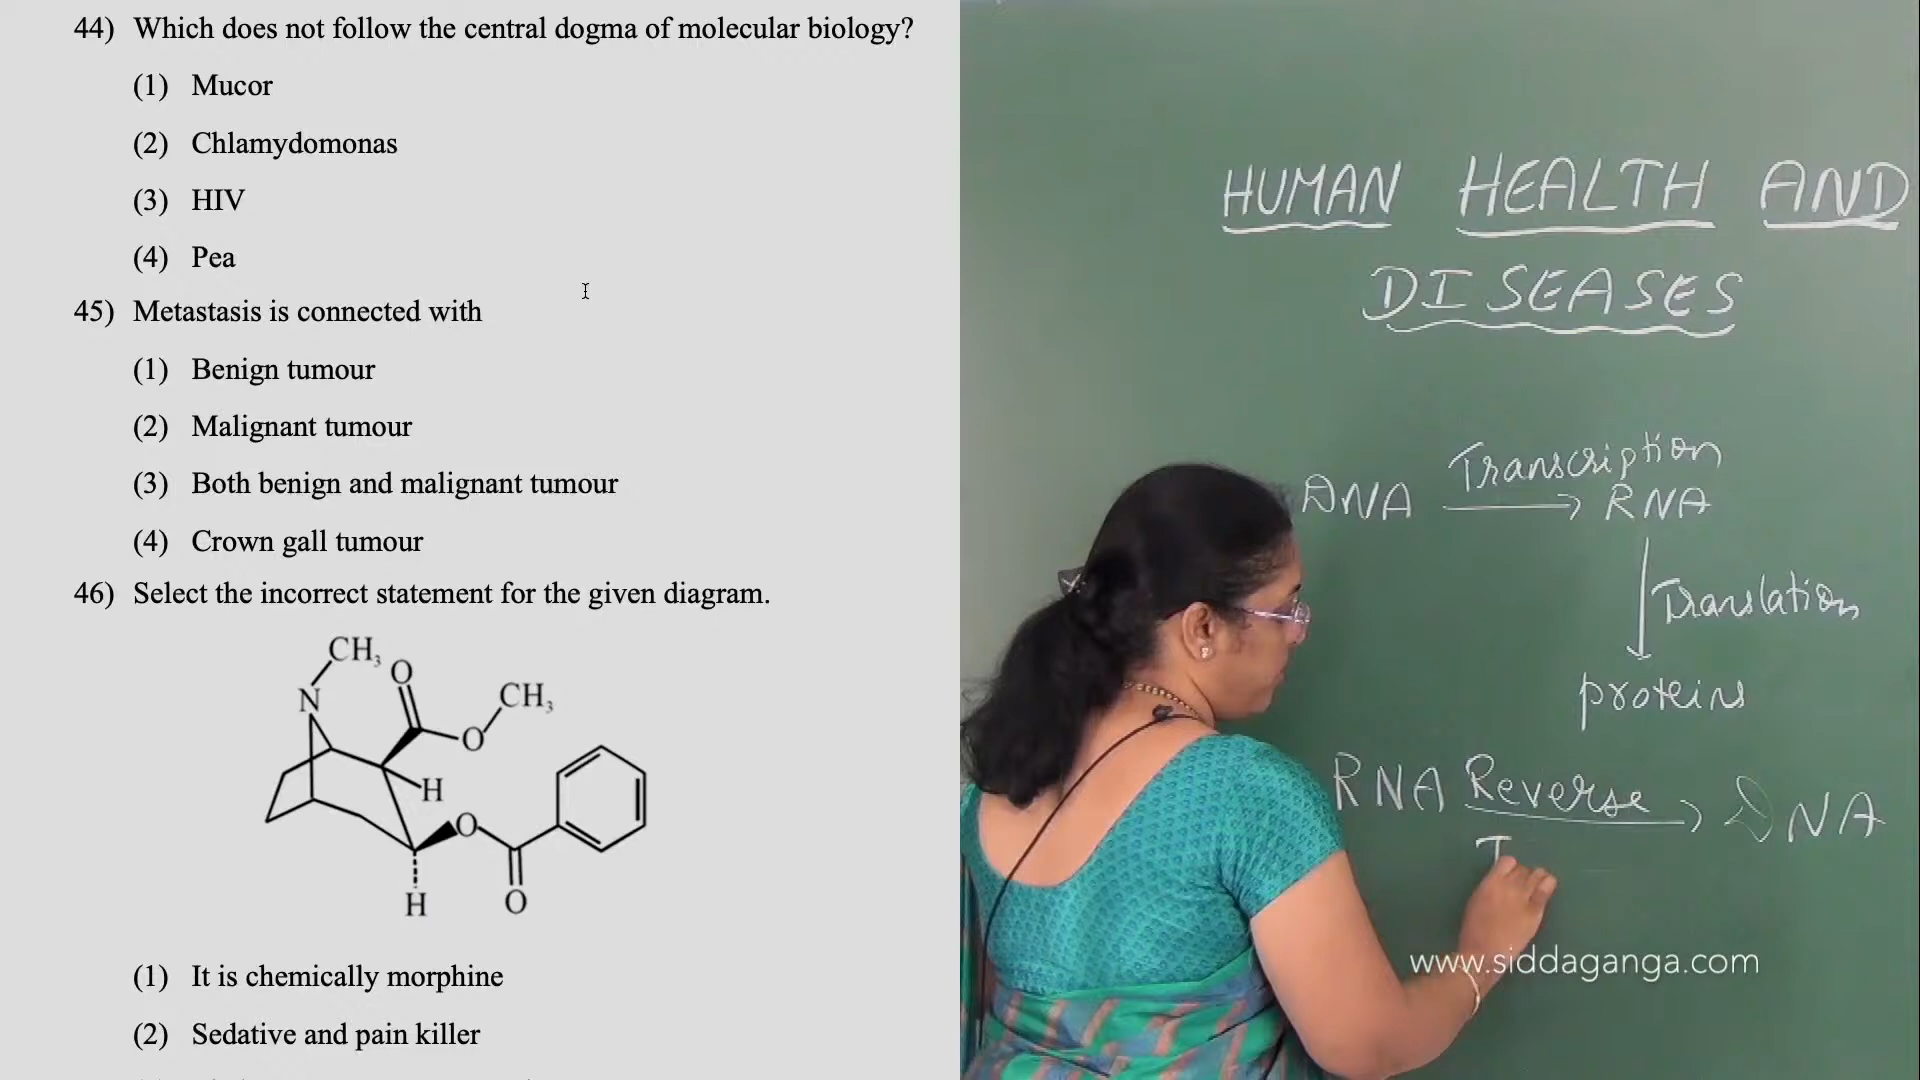 44) Which does not follow the central dogma of molecular biology?
(1) Mucor
(2) Chlamydomonas
(3) HIV
(4) Pea
45) Metastasis is connected with
(1) Benign tumour
(2) Malignant tumour
(3) Both benign and malignant tumour
(4) Crown gall tumour
46) Select the incorrect statement for the given diagram.
CH₃
O
N
CH₃
O
H
O
H
O
(1) It is chemically morphine
(2) Sedative and pain killer
HUMAN HEALTH AND
DISEASES
Transcription
DNA → RNA
Translation
proteins
RNA Reverse → DNA
T
www.siddaganga.com